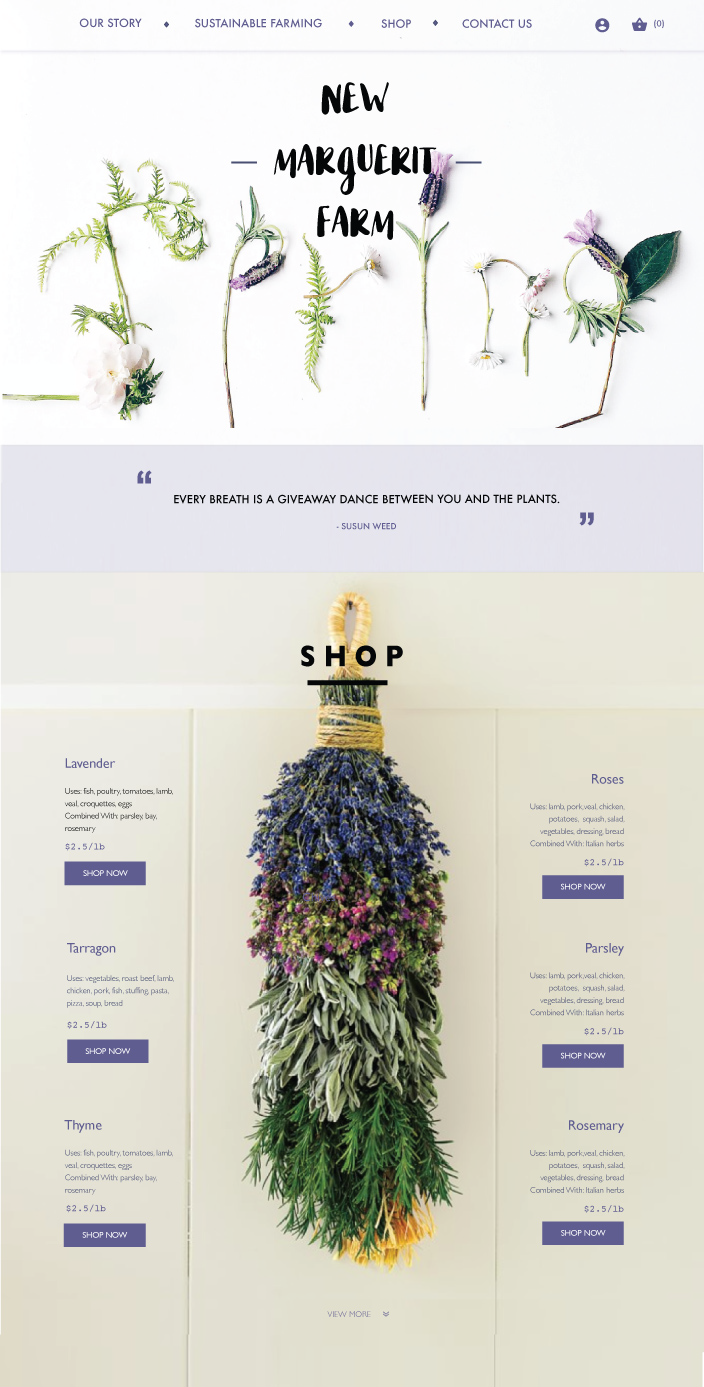 OUR STORY ♦ SUSTAINABLE FARMING ♦ SHOP ♦ CONTACT US (0)
NEW
MARGUERIT
FARM
Spring
“
EVERY BREATH IS A GIVEAWAY DANCE BETWEEN YOU AND THE PLANTS.
”
- SUSUN WEED
SHOP
Lavender
Uses: fish, poultry, tomatoes, lamb,
veal, croquettes, eggs
Combined With: parsley, bay,
rosemary
$2.5/lb
SHOP NOW
Roses
Uses: lamb, pork,veal, chicken,
potatoes, squash, salad,
vegetables, dressing, bread
Combined With: Italian herbs
$2.5/lb
SHOP NOW
Tarragon
Uses: vegetables, roast beef, lamb,
chicken, pork, fish, stuffing, pasta,
pizza, soup, bread
$2.5/lb
SHOP NOW
Parsley
Uses: lamb, pork,veal, chicken,
potatoes, squash, salad,
vegetables, dressing, bread
Combined With: Italian herbs
$2.5/lb
SHOP NOW
Thyme
Uses: fish, poultry, tomatoes, lamb,
veal, croquettes, eggs
Combined With: parsley, bay,
rosemary
$2.5/lb
SHOP NOW
Rosemary
Uses: lamb, pork,veal, chicken,
potatoes, squash, salad,
vegetables, dressing, bread
Combined With: Italian herbs
$2.5/lb
SHOP NOW
VIEW MORE